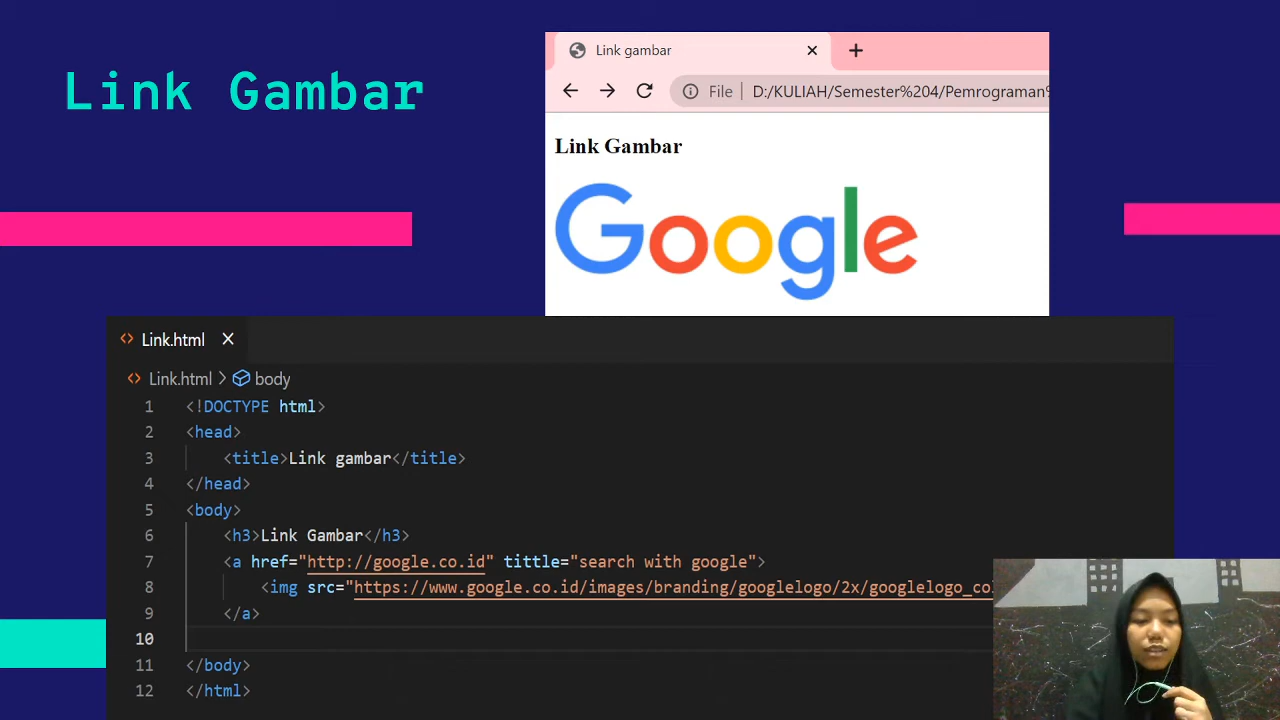 Link Gambar
Link gambar
File
D:/KULIAH/Semester%204/Pemrograman%
Link Gambar
Google
Link.html
Link.html > body
1 <!DOCTYPE html>
2 <head>
3 <title>Link gambar</title>
4 </head>
5 <body>
6 <h3>Link Gambar</h3>
7 <a href="http://google.co.id" tittle="search with google">
8 <img src="https://www.google.co.id/images/branding/googlelogo/2x/googlelogo_co
9 </a>
10
11 </body>
12 </html>